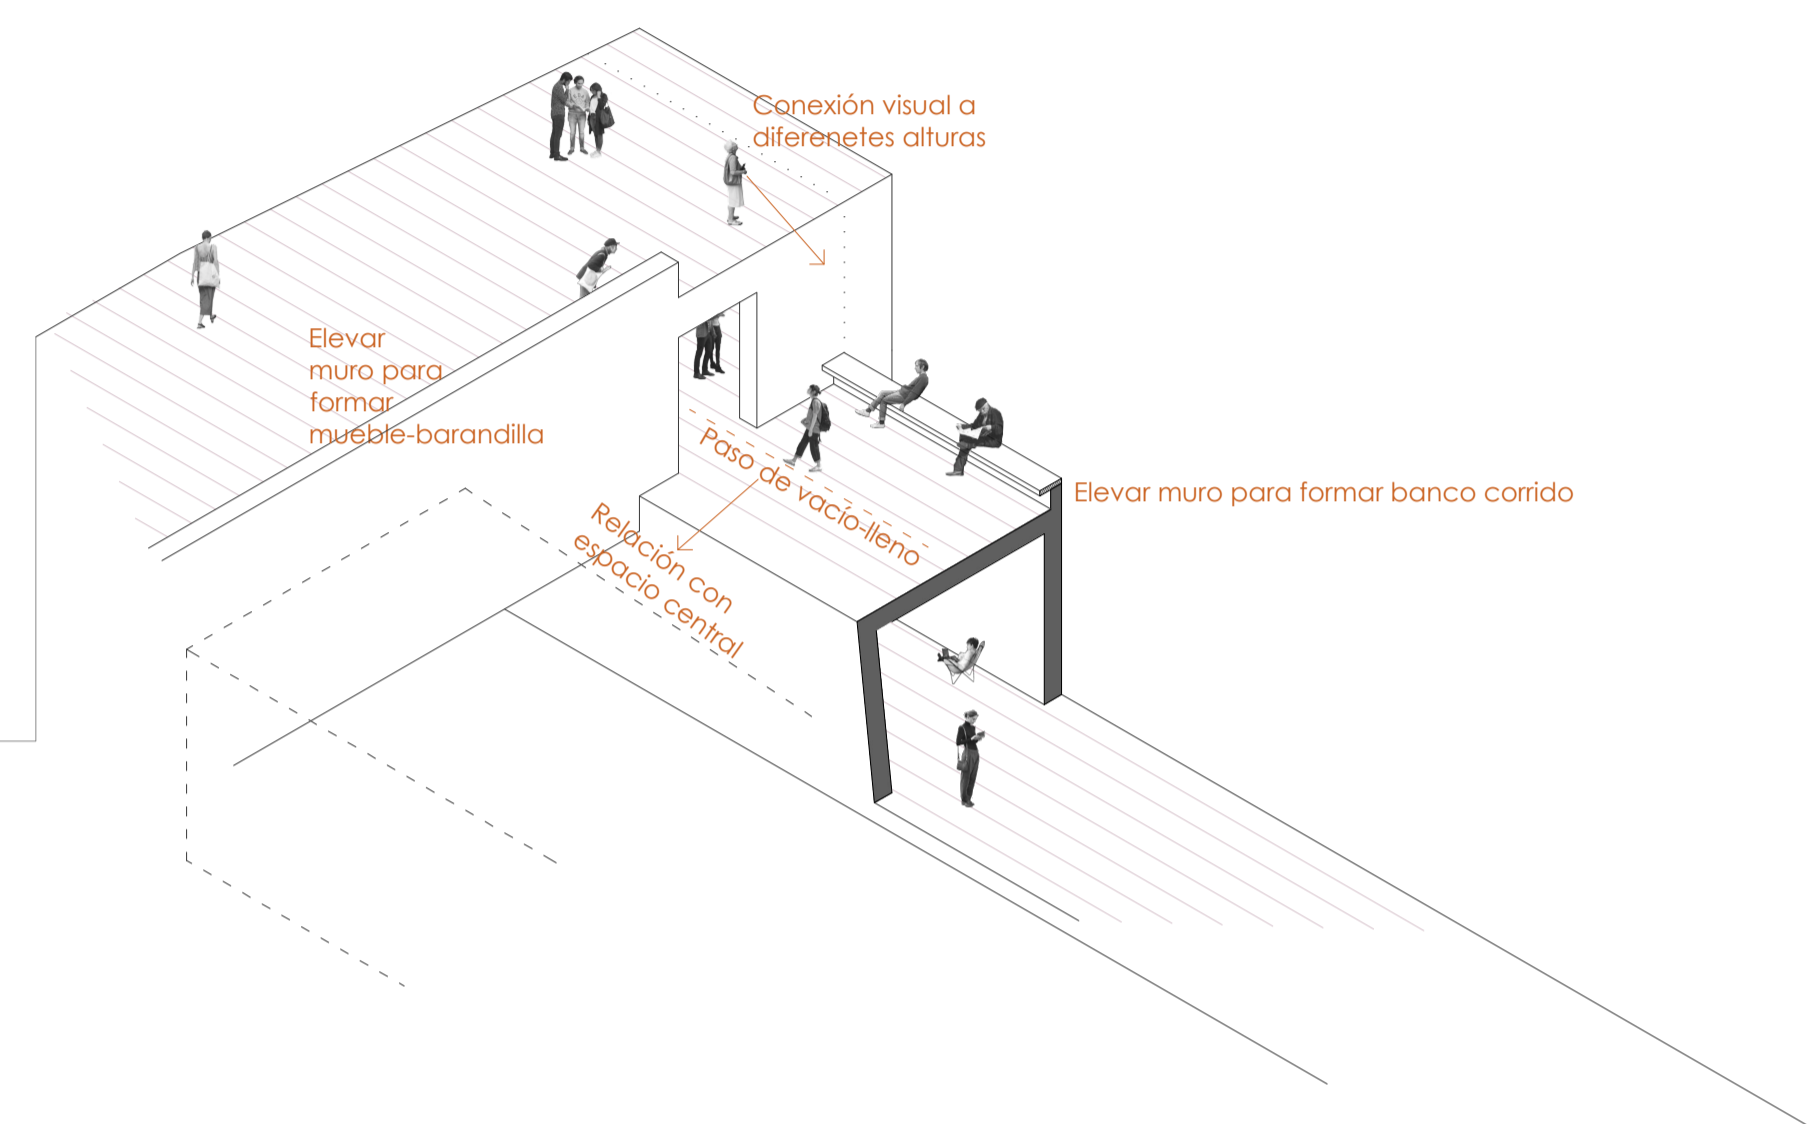 Conexión visual a
diferenetes alturas
Elevar
muro para
formar
mueble-barandilla
Paso de vacío-lleno
Relación con
espacio central
Elevar muro para formar banco corrido